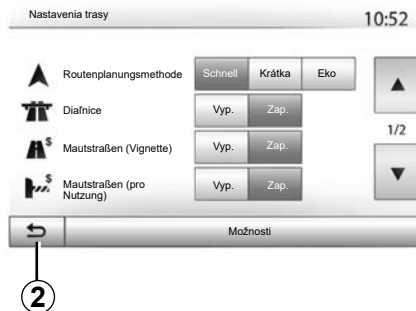 Nastavenia trasy 10:52
Routenplanungsmethode Schnell Krátka Eko
Diaľnice Vyp. Zap.
1/2
$ Mautstraßen (Vignette) Vyp. Zap.
$ Mautstraßen (pro Nutzung) Vyp. Zap.
Možnosti
2